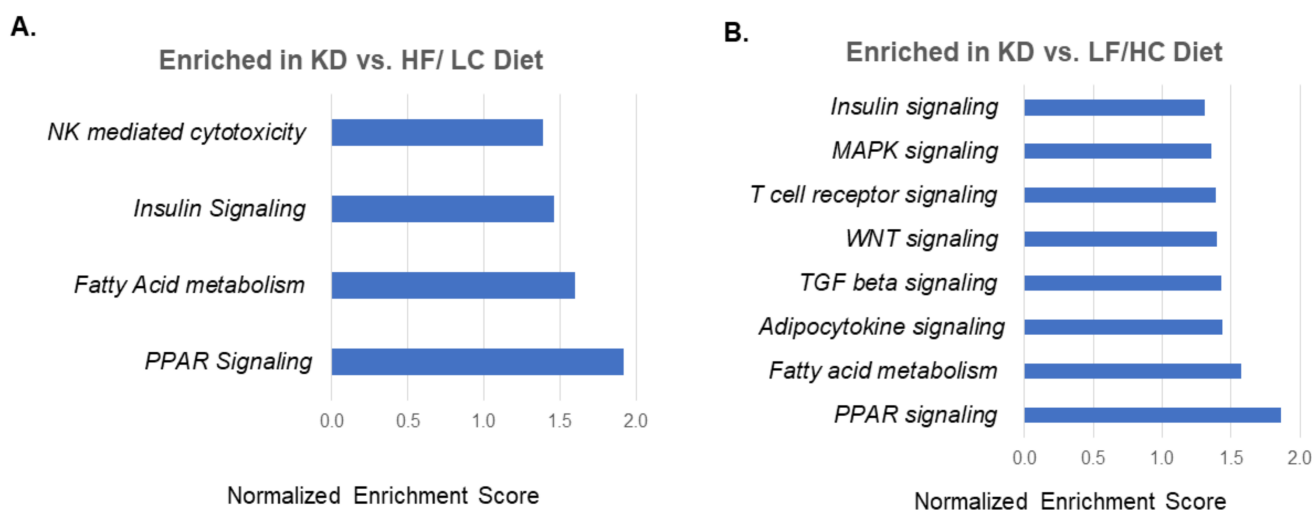 A.
Enriched in KD vs. HF/ LC Diet
NK mediated cytotoxicity
Insulin Signaling
Fatty Acid metabolism
PPAR Signaling
0.0 0.5 1.0 1.5 2.0
Normalized Enrichment Score
B.
Enriched in KD vs. LF/HC Diet
Insulin signaling
MAPK signaling
T cell receptor signaling
WNT signaling
TGF beta signaling
Adipocytokine signaling
Fatty acid metabolism
PPAR signaling
0.0 0.5 1.0 1.5 2.0
Normalized Enrichment Score